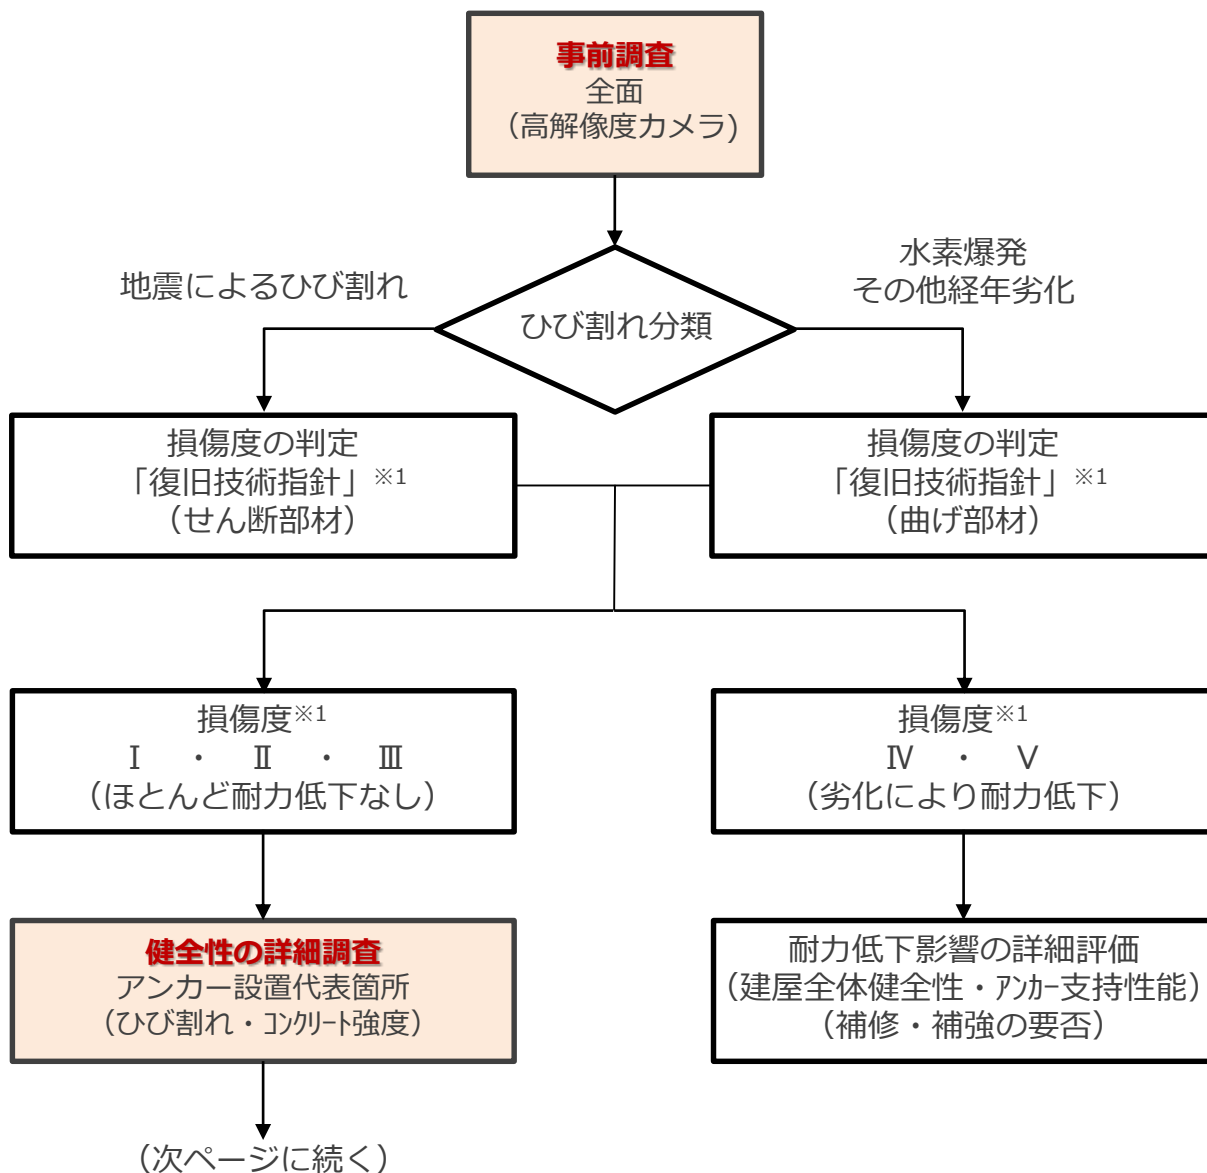 事前調査
全面
（高解像度カメラ)
地震によるひび割れ
水素爆発
その他経年劣化
ひび割れ分類
損傷度の判定
「復旧技術指針」※1
（せん断部材）
損傷度の判定
「復旧技術指針」※1
（曲げ部材）
損傷度※1
Ⅰ ・ Ⅱ ・ Ⅲ
（ほとんど耐力低下なし）
損傷度※1
Ⅳ ・ Ⅴ
（劣化により耐力低下）
健全性の詳細調査
アンカー設置代表箇所
（ひび割れ・ｺﾝｸﾘｰﾄ強度）
耐力低下影響の詳細評価
（建屋全体健全性・ｱﾝｶｰ支持性能）
（補修・補強の要否）
（次ページに続く）